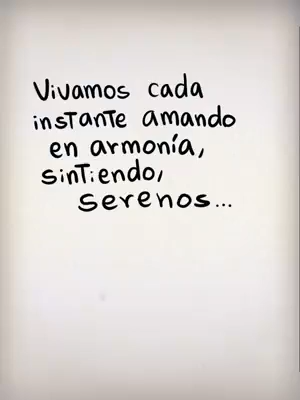 Vivamos cada
instante amando
en armonía,
sintiendo,
serenos...